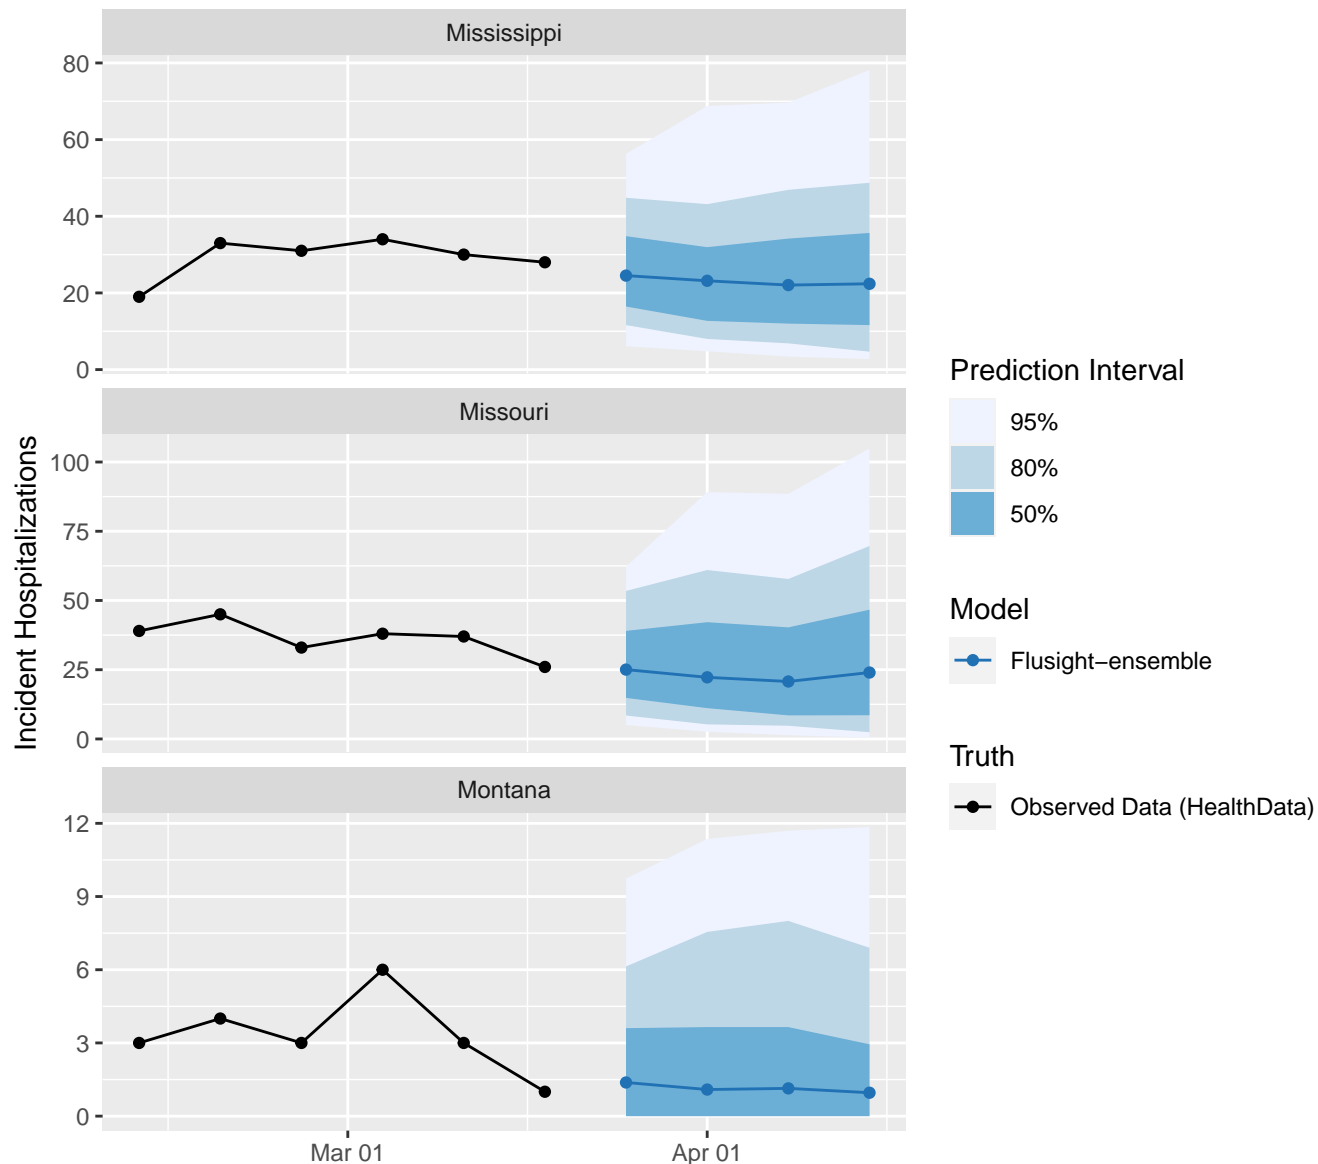 Mississippi
80
60
40
20
0
Missouri
100
75
50
25
0
Montana
12
9
6
3
0
Mar 01
Apr 01
Incident Hospitalizations
Prediction Interval
95%
80%
50%
Model
Flusight−ensemble
Truth
Observed Data (HealthData)